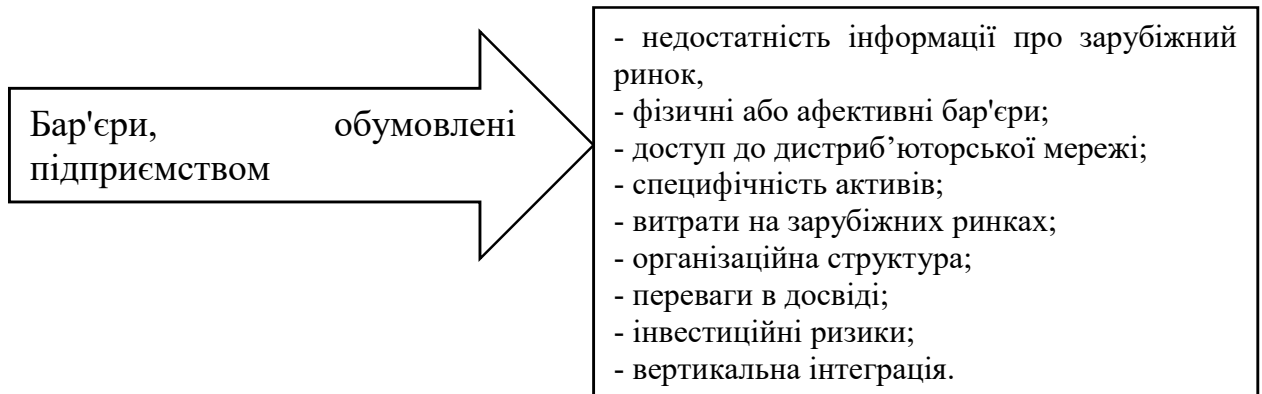 Бар'єри, обумовлені
підприємством
- недостатність інформації про зарубіжний
ринок,
- фізичні або афективні бар'єри;
- доступ до дистриб’юторської мережі;
- специфічність активів;
- витрати на зарубіжних ринках;
- організаційна структура;
- переваги в досвіді;
- інвестиційні ризики;
- вертикальна інтеграція.